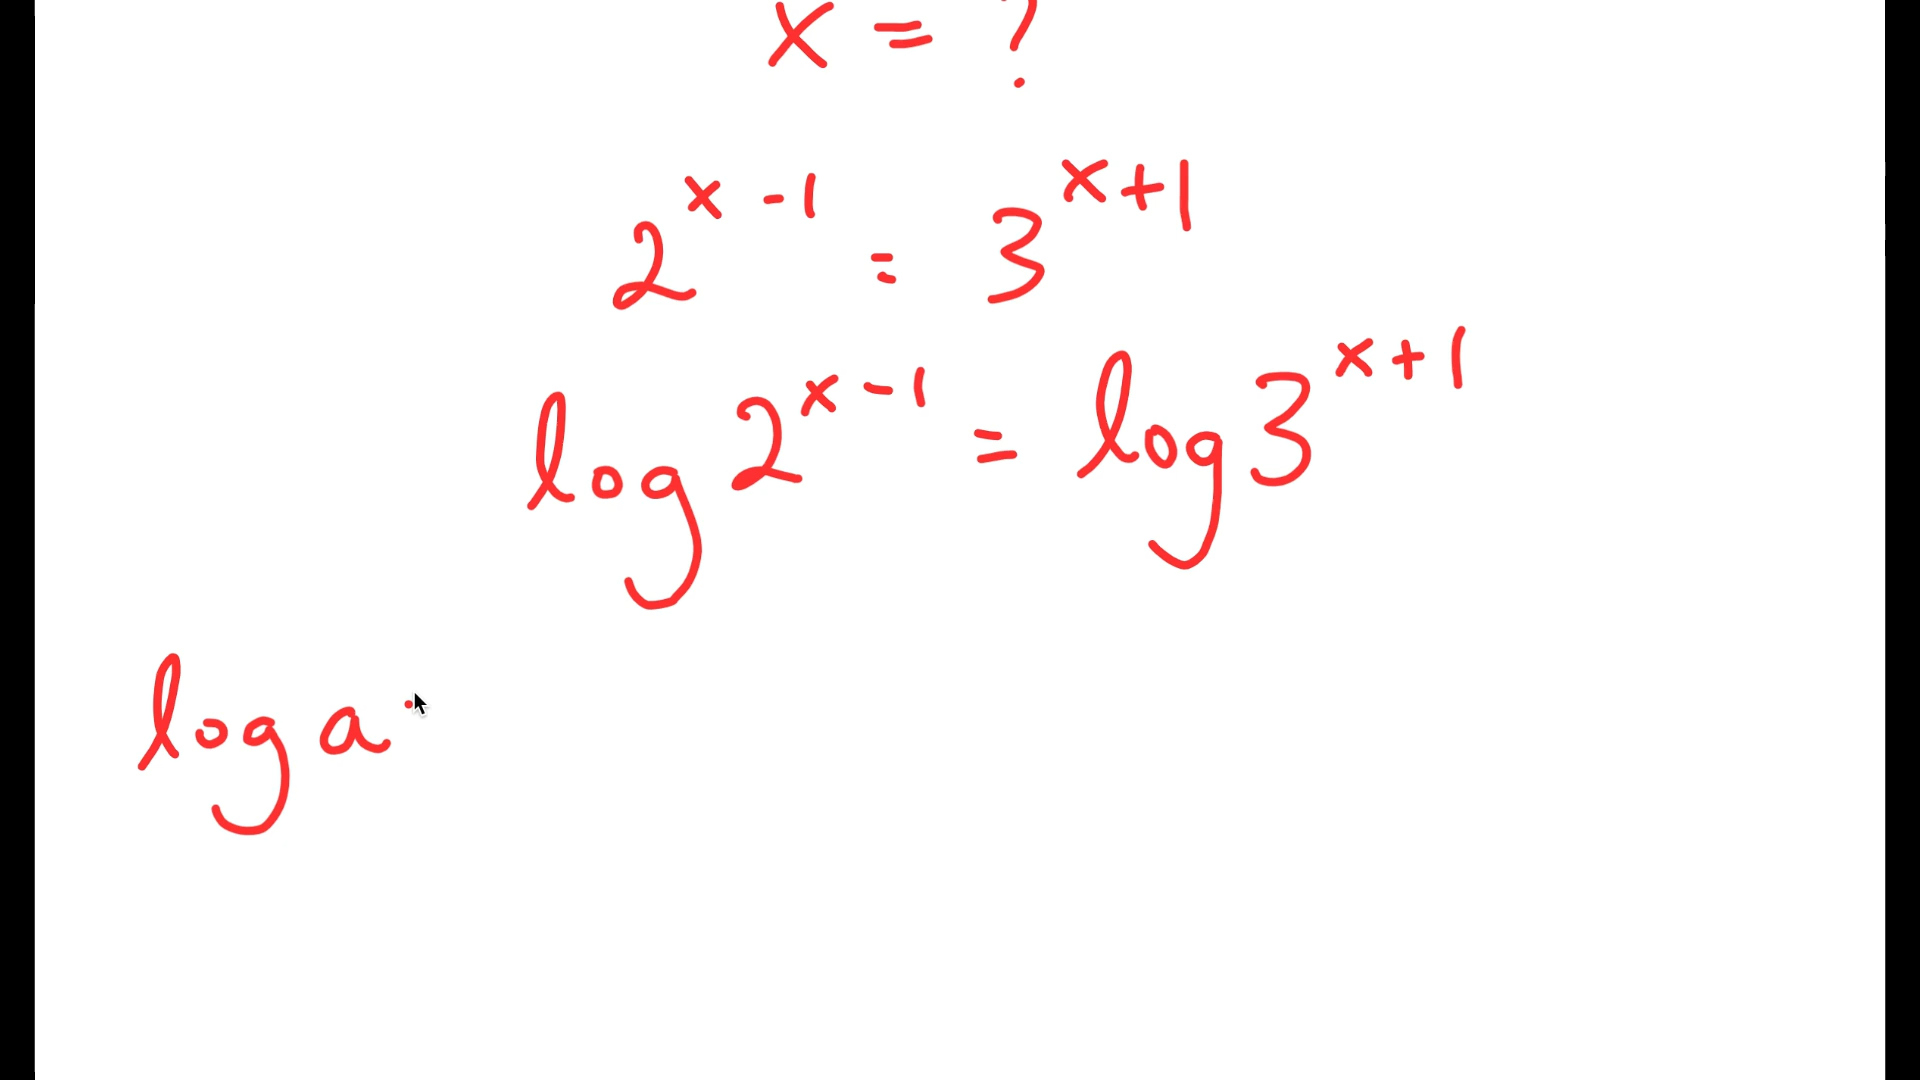 x = ?
2^{x-1} = 3^{x+1}
log 2^{x-1} = log 3^{x+1}
log a